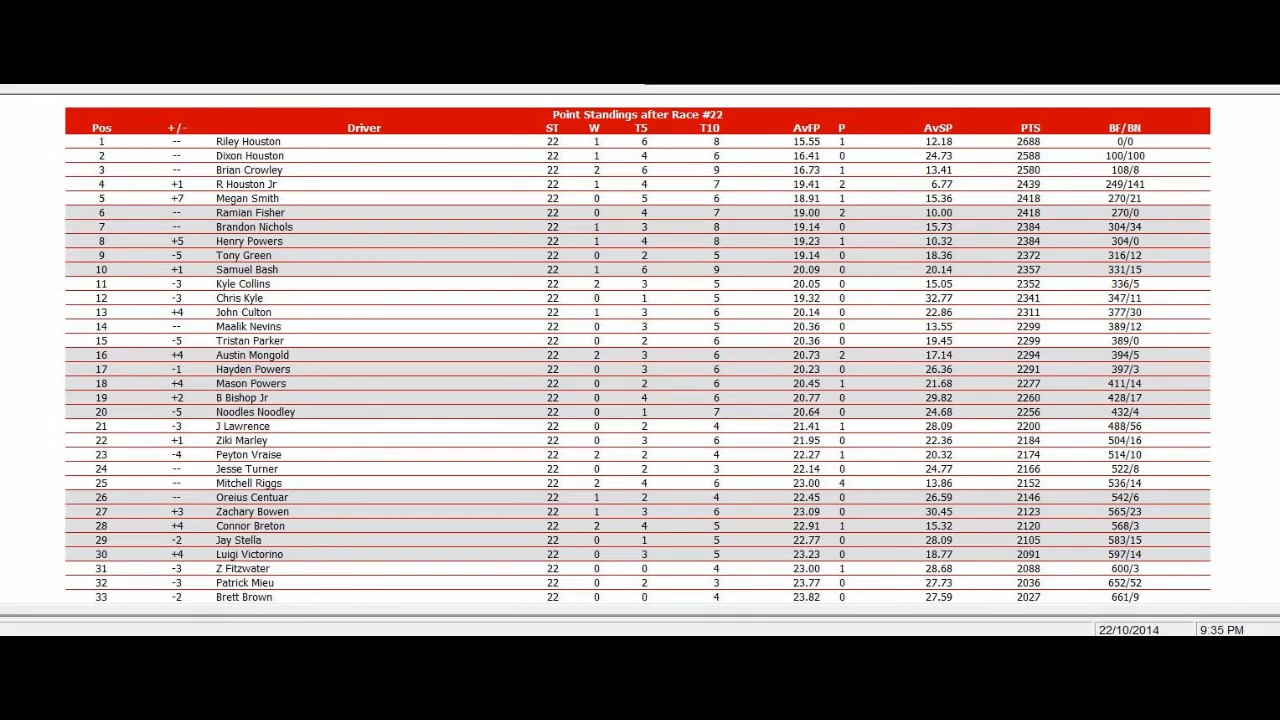 Point Standings after Race #22
Pos +/- Driver ST W T5 T10 AvFP P AvSP PTS BF/BN
1 -- Riley Houston 22 1 6 8 15.55 1 12.18 2688 0/0
2 -- Dixon Houston 22 1 4 6 16.41 0 24.73 2588 100/100
3 -- Brian Crowley 22 2 6 9 16.73 1 13.41 2580 108/8
4 +1 R Houston Jr 22 1 4 7 19.41 2 6.77 2439 249/141
5 +7 Megan Smith 22 0 5 6 18.91 1 15.36 2418 270/21
6 -- Ramian Fisher 22 0 4 7 19.00 2 10.00 2418 270/0
7 -- Brandon Nichols 22 1 3 8 19.14 0 15.73 2384 304/34
8 +5 Henry Powers 22 1 4 8 19.23 1 10.32 2384 304/0
9 -5 Tony Green 22 0 2 5 19.14 0 18.36 2372 316/12
10 +1 Samuel Bash 22 1 6 9 20.09 0 20.14 2357 331/15
11 -3 Kyle Collins 22 2 3 5 20.05 0 15.05 2352 336/5
12 -3 Chris Kyle 22 0 1 5 19.32 0 32.77 2341 347/11
13 +4 John Culton 22 1 3 6 20.14 0 22.86 2311 377/30
14 -- Maalik Nevins 22 0 3 5 20.36 0 13.55 2299 389/12
15 -5 Tristan Parker 22 0 2 6 20.36 0 19.45 2299 389/0
16 +4 Austin Mongold 22 2 3 6 20.73 2 17.14 2294 394/5
17 -1 Hayden Powers 22 0 3 5 20.23 0 26.36 2291 397/3
18 +4 Mason Powers 22 0 2 6 20.45 1 21.68 2277 411/14
19 +2 B Bishop Jr 22 0 4 6 20.77 0 29.82 2260 428/17
20 -5 Noodles Noodley 22 0 1 7 20.64 0 24.68 2256 432/4
21 -3 J Lawrence 22 0 2 4 21.41 1 28.09 2200 488/56
22 +1 Ziki Marley 22 0 3 6 21.95 0 22.36 2184 504/16
23 -4 Peyton Vraise 22 2 2 4 22.27 1 20.32 2174 514/10
24 -- Jesse Turner 22 0 2 3 22.14 0 24.77 2166 522/8
25 -- Mitchell Riggs 22 2 4 6 23.00 4 13.86 2152 536/14
26 -- Oreius Centuar 22 1 2 4 22.45 0 26.59 2146 542/6
27 +3 Zachary Bowen 22 1 3 6 23.09 0 30.45 2123 565/23
28 +4 Connor Breton 22 2 4 5 22.91 1 15.32 2120 568/3
29 -2 Jay Stella 22 0 1 5 22.77 0 28.09 2105 583/15
30 +4 Luigi Victorino 22 0 3 5 23.23 0 18.77 2091 597/14
31 -3 Z Fitzwater 22 0 0 4 23.00 1 28.68 2088 600/3
32 -3 Patrick Mieu 22 0 2 3 23.77 0 27.73 2036 652/52
33 -2 Brett Brown 22 0 0 4 23.82 0 27.59 2027 661/9
22/10/2014 9:35 PM